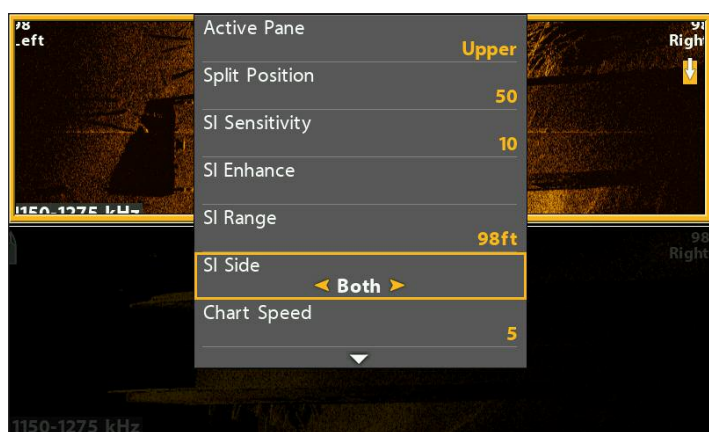 98
Left
Active Pane
Upper
Split Position
50
SI Sensitivity
10
SI Enhance
SI Range
98ft
SI Side
Both
Chart Speed
5
Right
1150-1275 kHz
98
Right
1150-1275 kHz